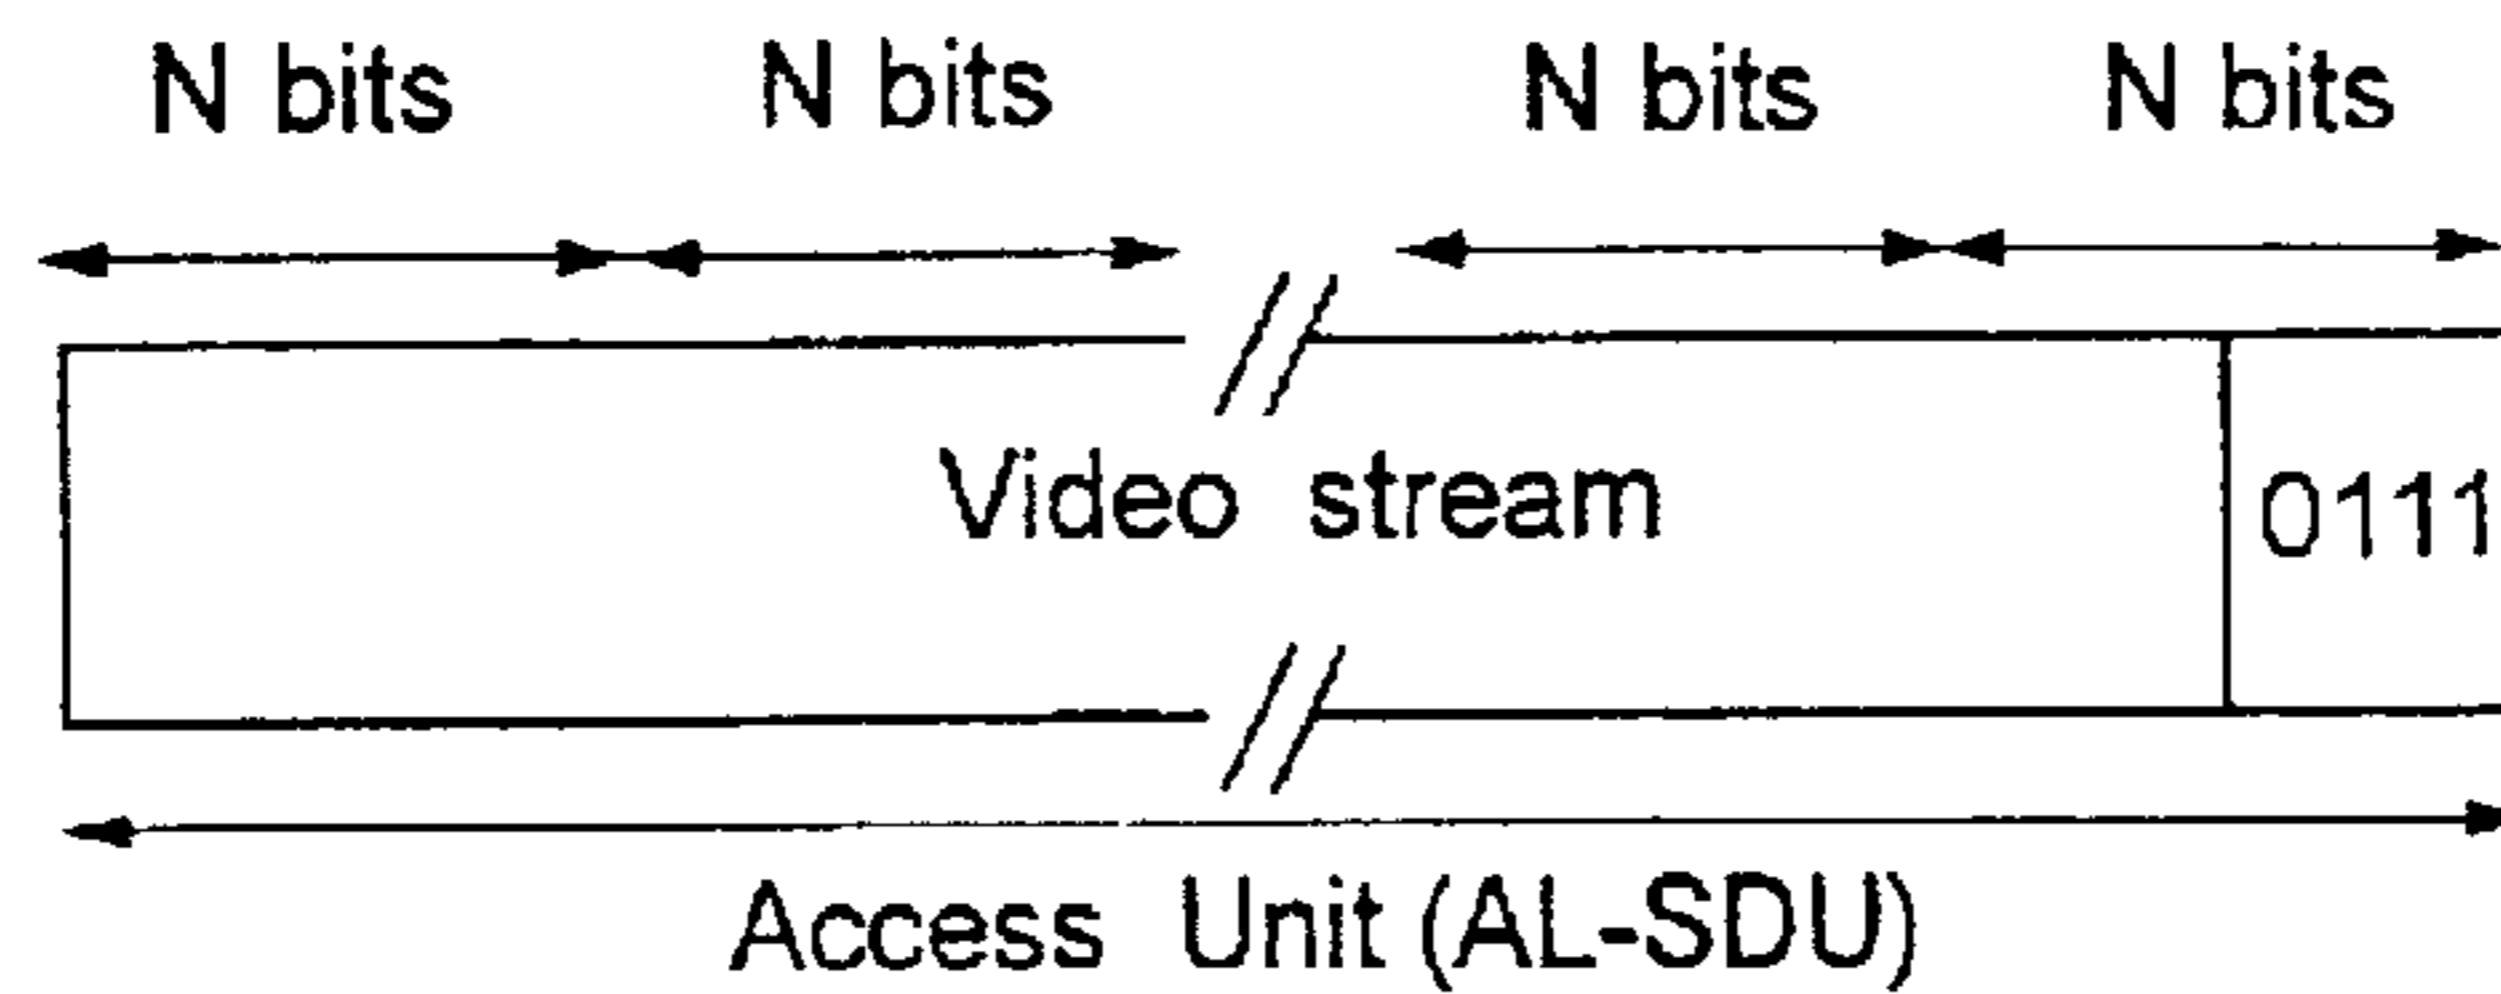 N bits N bits N bits N bits
Video stream 0111
Access Unit (AL-SDU)